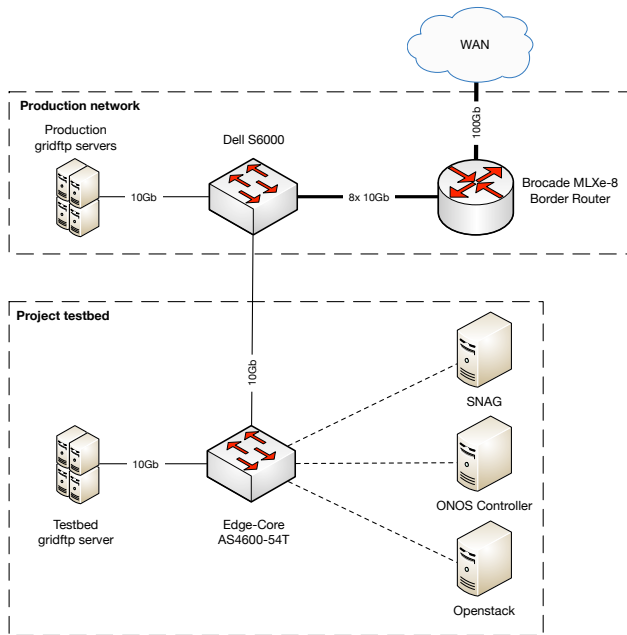 WAN
Production network
100Gb
Production
gridftp servers
Dell S6000
10Gb
8x 10Gb
Brocade MLXe-8
Border Router
10Gb
Project testbed
SNAG
10Gb
ONOS Controller
Testbed
gridftp server
Edge-Core
AS4600-54T
Openstack